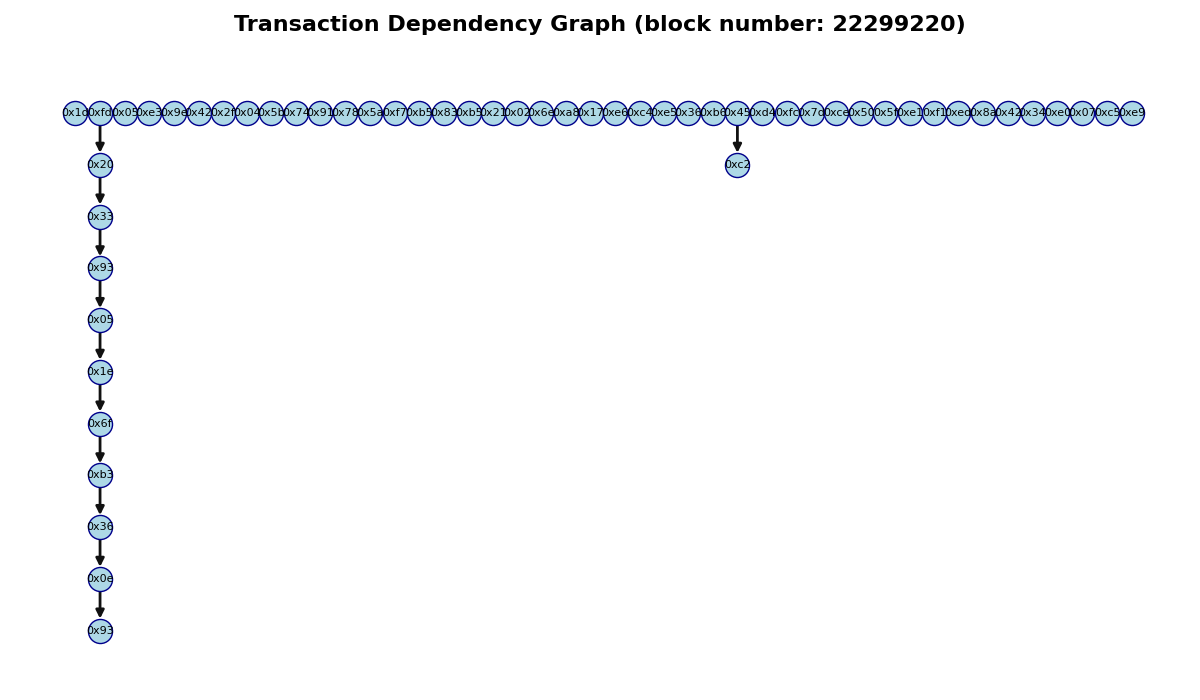 Transaction Dependency Graph (block number: 22299220)
0x1d 0xfd 0x05 0xe3 0x9e 0x42 0x2f 0x04 0x5b 0x74 0x91 0x78 0x5a 0xf7 0xb5 0x83 0xb5 0x21 0x02 0x6e 0xa8 0x17 0xe6 0xc4 0xe5 0x36 0xb6 0x45 0xd4 0xfc 0x7d 0xce 0x50 0x5f 0xe1 0xf1 0xed 0x8a 0x42 0x34 0xe0 0x07 0xc5 0xe9
0x20 0xc2
0x33
0x93
0x05
0x1e
0x6f
0xb3
0x36
0x0e
0x93